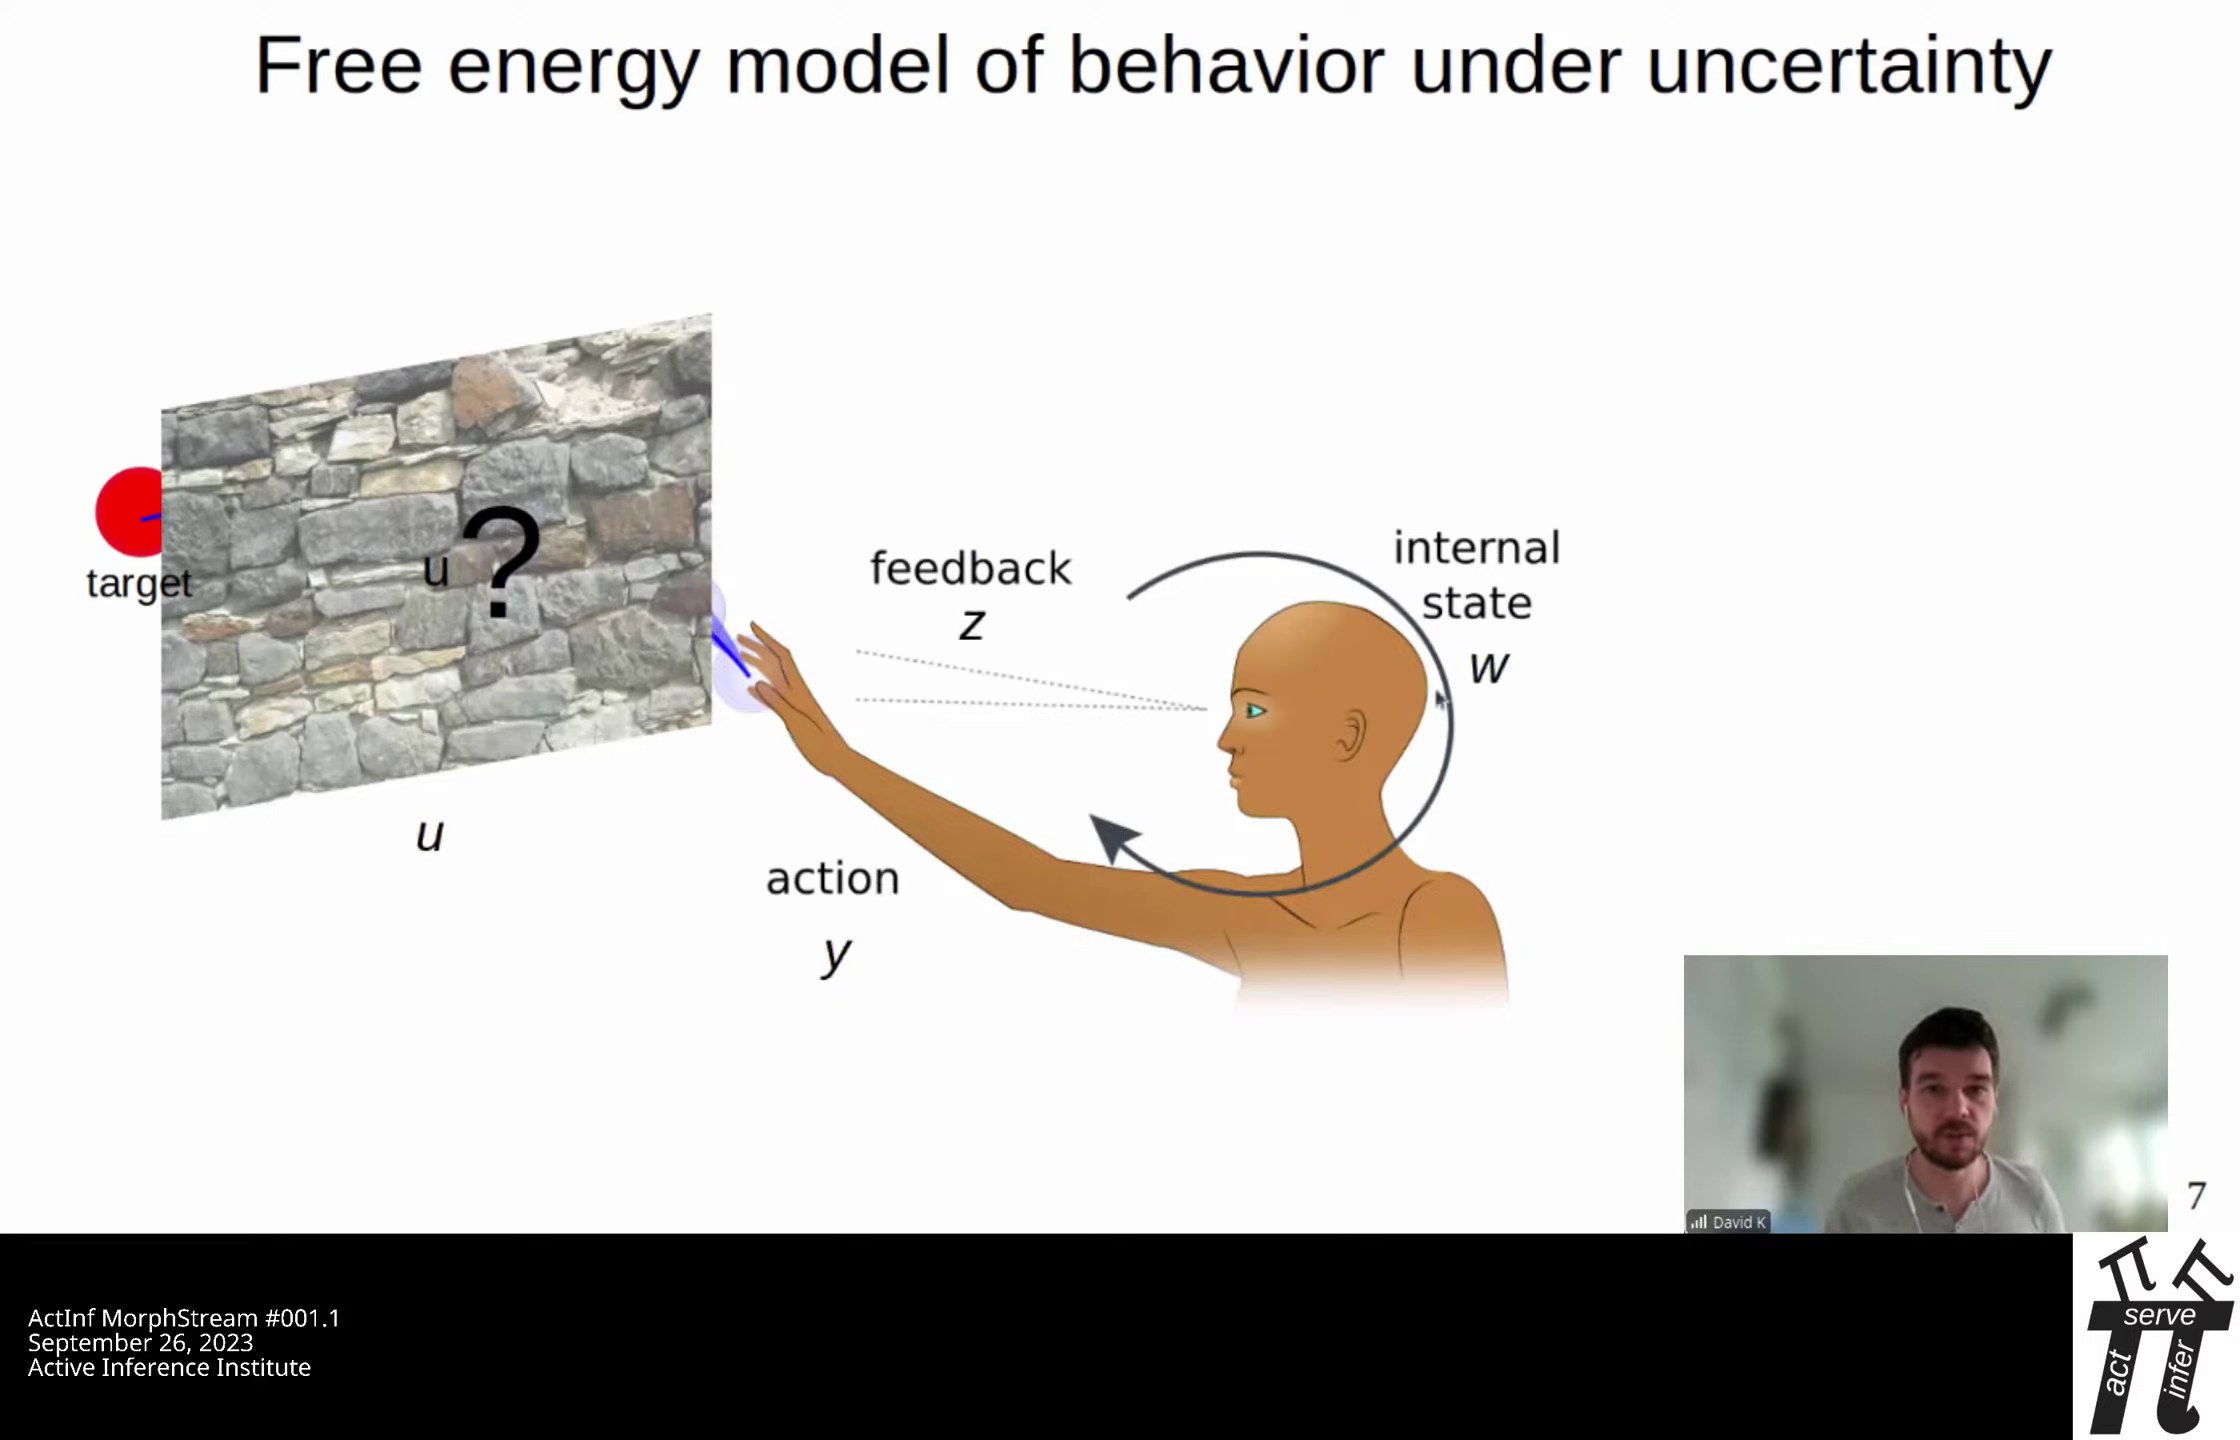 Free energy model of behavior under uncertainty
u
?
target
feedback
z
internal
state
w
u
action
y
David K
7
ActInf MorphStream #001.1
September 26, 2023
Active Inference Institute
serve
act
infer